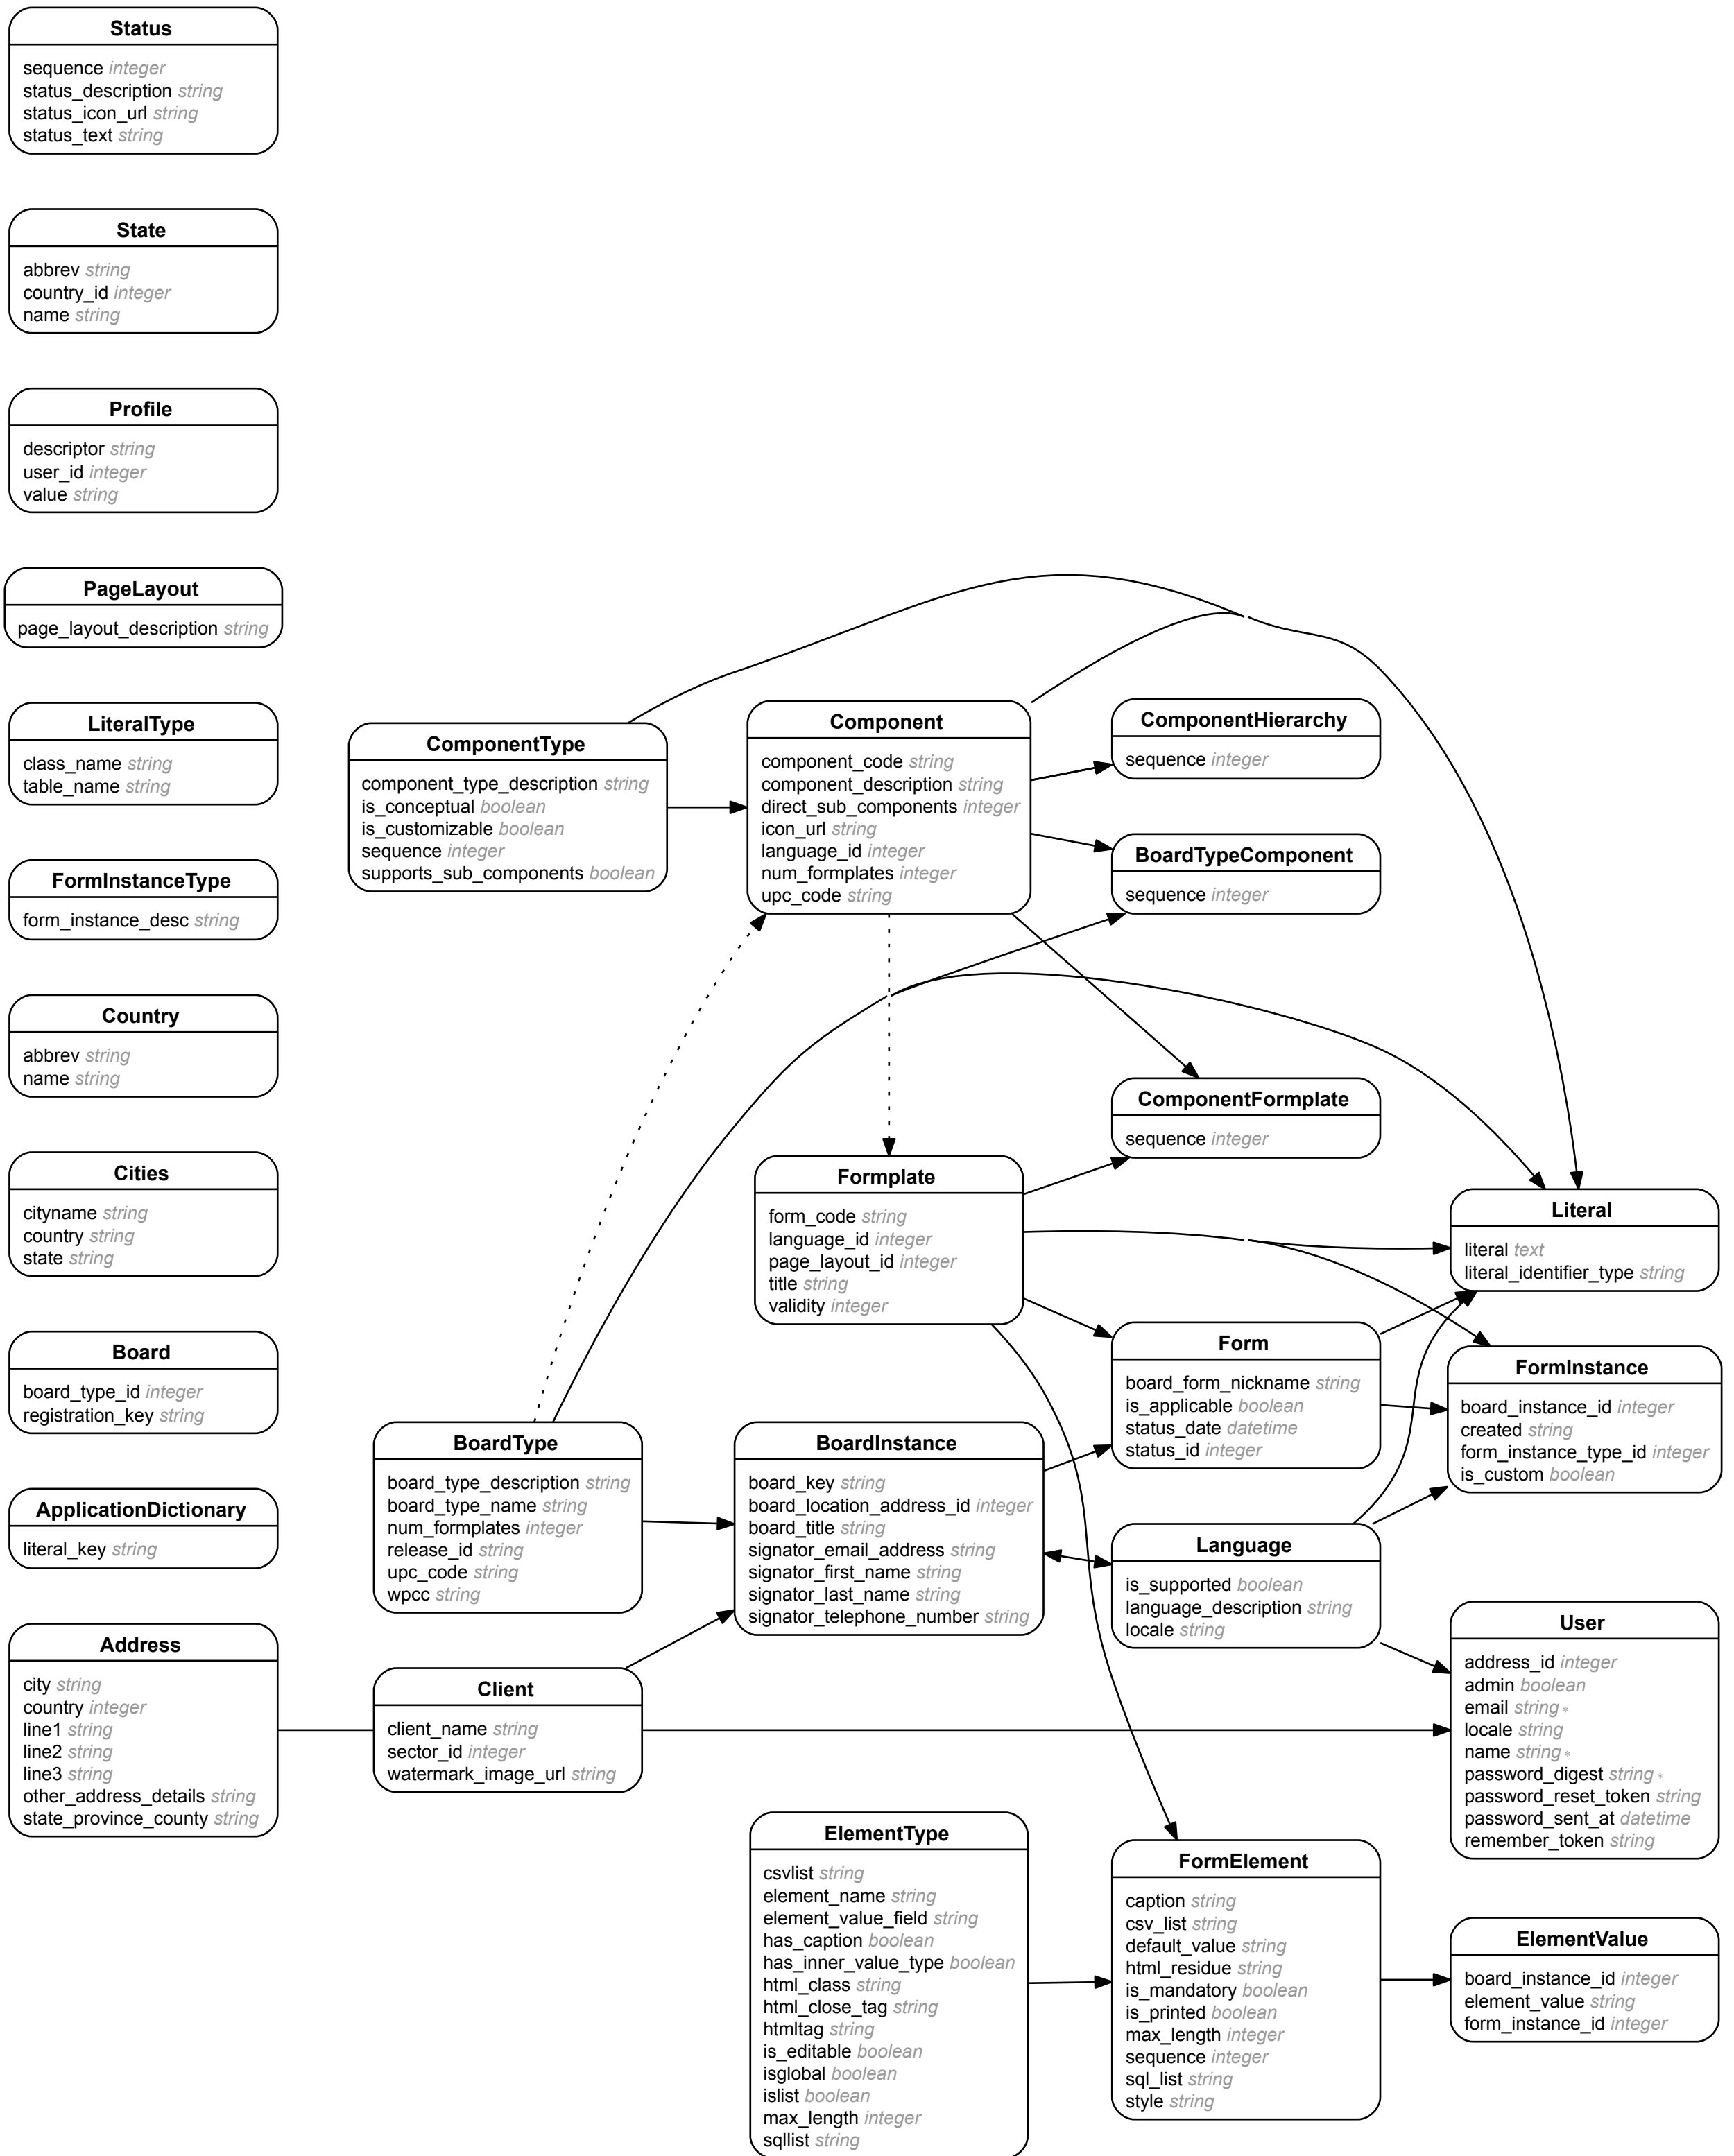 Status
sequence integer
status_description string
status_icon_url string
status_text string
State
abbrev string
country_id integer
name string
Profile
descriptor string
user_id integer
value string
PageLayout
page_layout_description string
LiteralType
class_name string
table_name string
FormInstanceType
form_instance_desc string
Country
abbrev string
name string
Cities
cityname string
country string
state string
Board
board_type_id integer
registration_key string
ApplicationDictionary
literal_key string
Address
city string
country integer
line1 string
line2 string
line3 string
other_address_details string
state_province_county string
ComponentType
component_type_description string
is_conceptual boolean
is_customizable boolean
sequence integer
supports_sub_components boolean
BoardType
board_type_description string
board_type_name string
num_formplates integer
release_id string
upc_code string
wpcc string
Client
client_name string
sector_id integer
watermark_image_url string
Component
component_code string
component_description string
direct_sub_components integer
icon_url string
language_id integer
num_formplates integer
upc_code string
Formplate
form_code string
language_id integer
page_layout_id integer
title string
validity integer
BoardInstance
board_key string
board_location_address_id integer
board_title string
signator_email_address string
signator_first_name string
signator_last_name string
signator_telephone_number string
ElementType
csvlist string
element_name string
element_value_field string
has_caption boolean
has_inner_value_type boolean
html_class string
html_close_tag string
htmltag string
is_editable boolean
isglobal boolean
islist boolean
max_length integer
sqllist string
ComponentHierarchy
sequence integer
BoardTypeComponent
sequence integer
ComponentFormplate
sequence integer
Form
board_form_nickname string
is_applicable boolean
status_date datetime
status_id integer
Language
is_supported boolean
language_description string
locale string
FormElement
caption string
csv_list string
default_value string
html_residue string
is_mandatory boolean
is_printed boolean
max_length integer
sequence integer
sql_list string
style string
Literal
literal text
literal_identifier_type string
FormInstance
board_instance_id integer
created string
form_instance_type_id integer
is_custom boolean
User
address_id integer
admin boolean
email string *
locale string
name string *
password_digest string *
password_reset_token string
password_sent_at datetime
remember_token string
ElementValue
board_instance_id integer
element_value string
form_instance_id integer